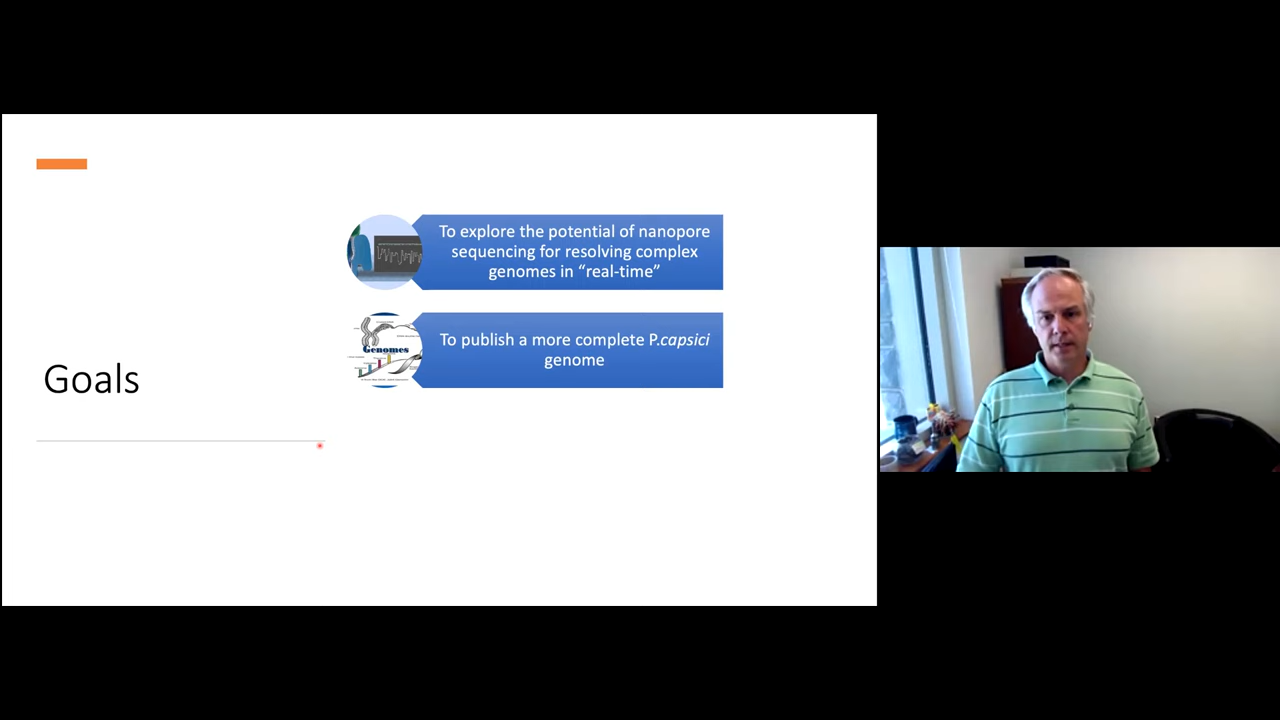 To explore the potential of nanopore
sequencing for resolving complex
genomes in “real-time”
Genomes
To publish a more complete P.capsici
genome
Goals